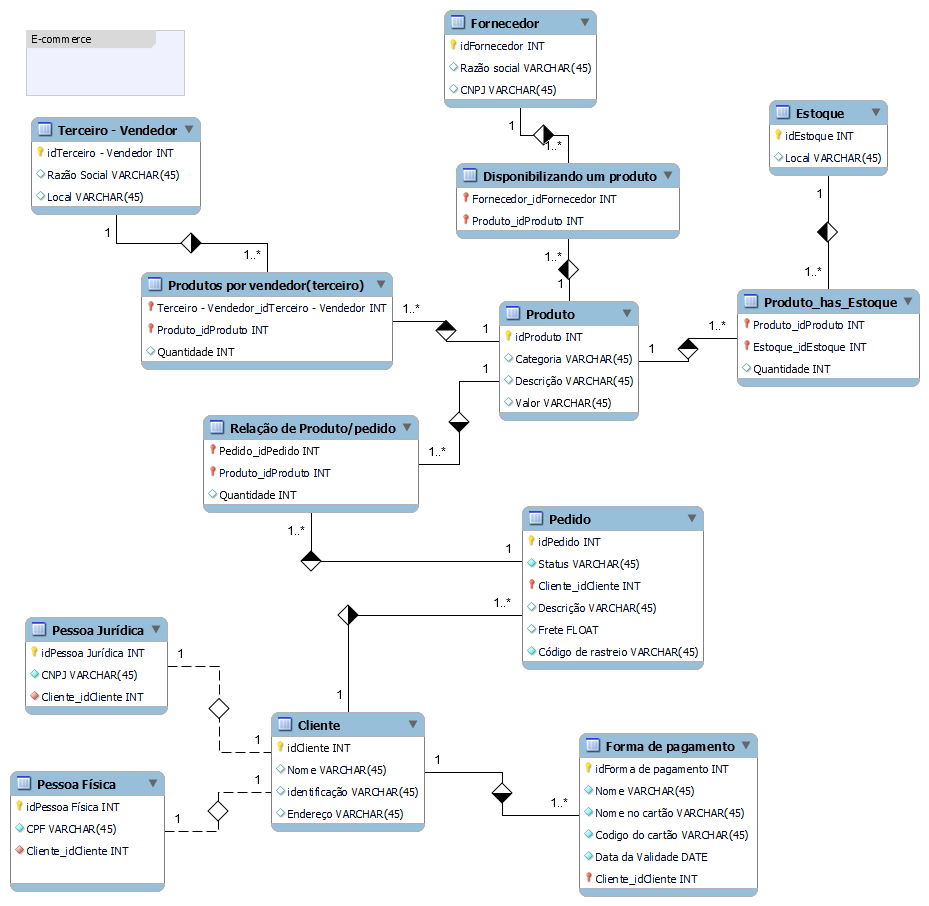 E-commerce
Fornecedor
idFornecedor INT
Razão social VARCHAR(45)
CNPJ VARCHAR(45)
Terceiro - Vendedor
idTerceiro - Vendedor INT
Razão Social VARCHAR(45)
Local VARCHAR(45)
Estoque
idEstoque INT
Local VARCHAR(45)
1
1..*
Disponibilizando um produto
Fornecedor_idFornecedor INT
Produto_idProduto INT
1
1..*
1
1..*
1..*
1
Produtos por vendedor(terceiro)
Terceiro - Vendedor_idTerceiro - Vendedor INT
Produto_idProduto INT
Quantidade INT
Produto
idProduto INT
Categoria VARCHAR(45)
Descrição VARCHAR(45)
Valor VARCHAR(45)
Produto_has_Estoque
Produto_idProduto INT
Estoque_idEstoque INT
Quantidade INT
1..*
1
1
1..*
1
1..*
Relação de Produto/pedido
Pedido_idPedido INT
Produto_idProduto INT
Quantidade INT
1..*
1
Pedido
idPedido INT
Status VARCHAR(45)
Cliente_idCliente INT
Descrição VARCHAR(45)
Frete FLOAT
Código de rastreio VARCHAR(45)
1..*
1
Pessoa Jurídica
idPessoa Jurídica INT
CNPJ VARCHAR(45)
Cliente_idCliente INT
1
1
Cliente
idCliente INT
Nome VARCHAR(45)
identificação VARCHAR(45)
Endereço VARCHAR(45)
Pessoa Física
idPessoa Física INT
CPF VARCHAR(45)
Cliente_idCliente INT
1
1
1
1..*
Forma de pagamento
idForma de pagamento INT
Nome VARCHAR(45)
Nome no cartão VARCHAR(45)
Codigo do cartão VARCHAR(45)
Data da Validade DATE
Cliente_idCliente INT